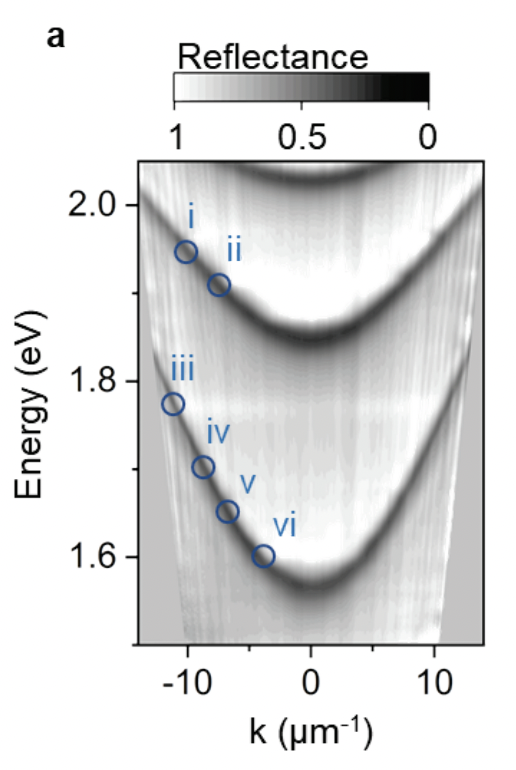 a
Reflectance
1 0.5 0
2.0
i
ii
1.8
iii
iv
v
vi
1.6
Energy (eV)
-10 0 10
k (μm⁻¹)